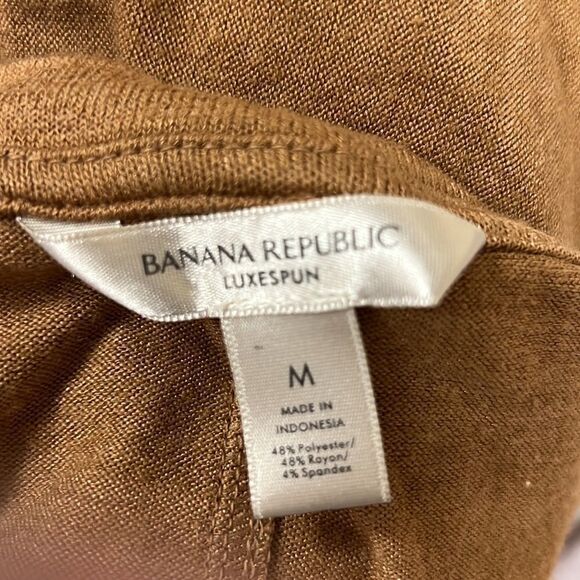 BANANA REPUBLIC
LUXESPUN
M
MADE IN
INDONESIA
48% Polyester/
48% Rayon/
4% Spandex